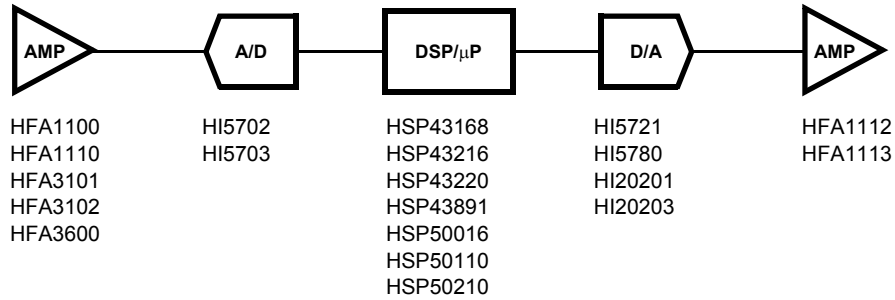 AMP
A/D
DSP/μP
D/A
AMP
HFA1100
HFA1110
HFA3101
HFA3102
HFA3600
HI5702
HI5703
HSP43168
HSP43216
HSP43220
HSP43891
HSP50016
HSP50110
HSP50210
HI5721
HI5780
HI20201
HI20203
HFA1112
HFA1113